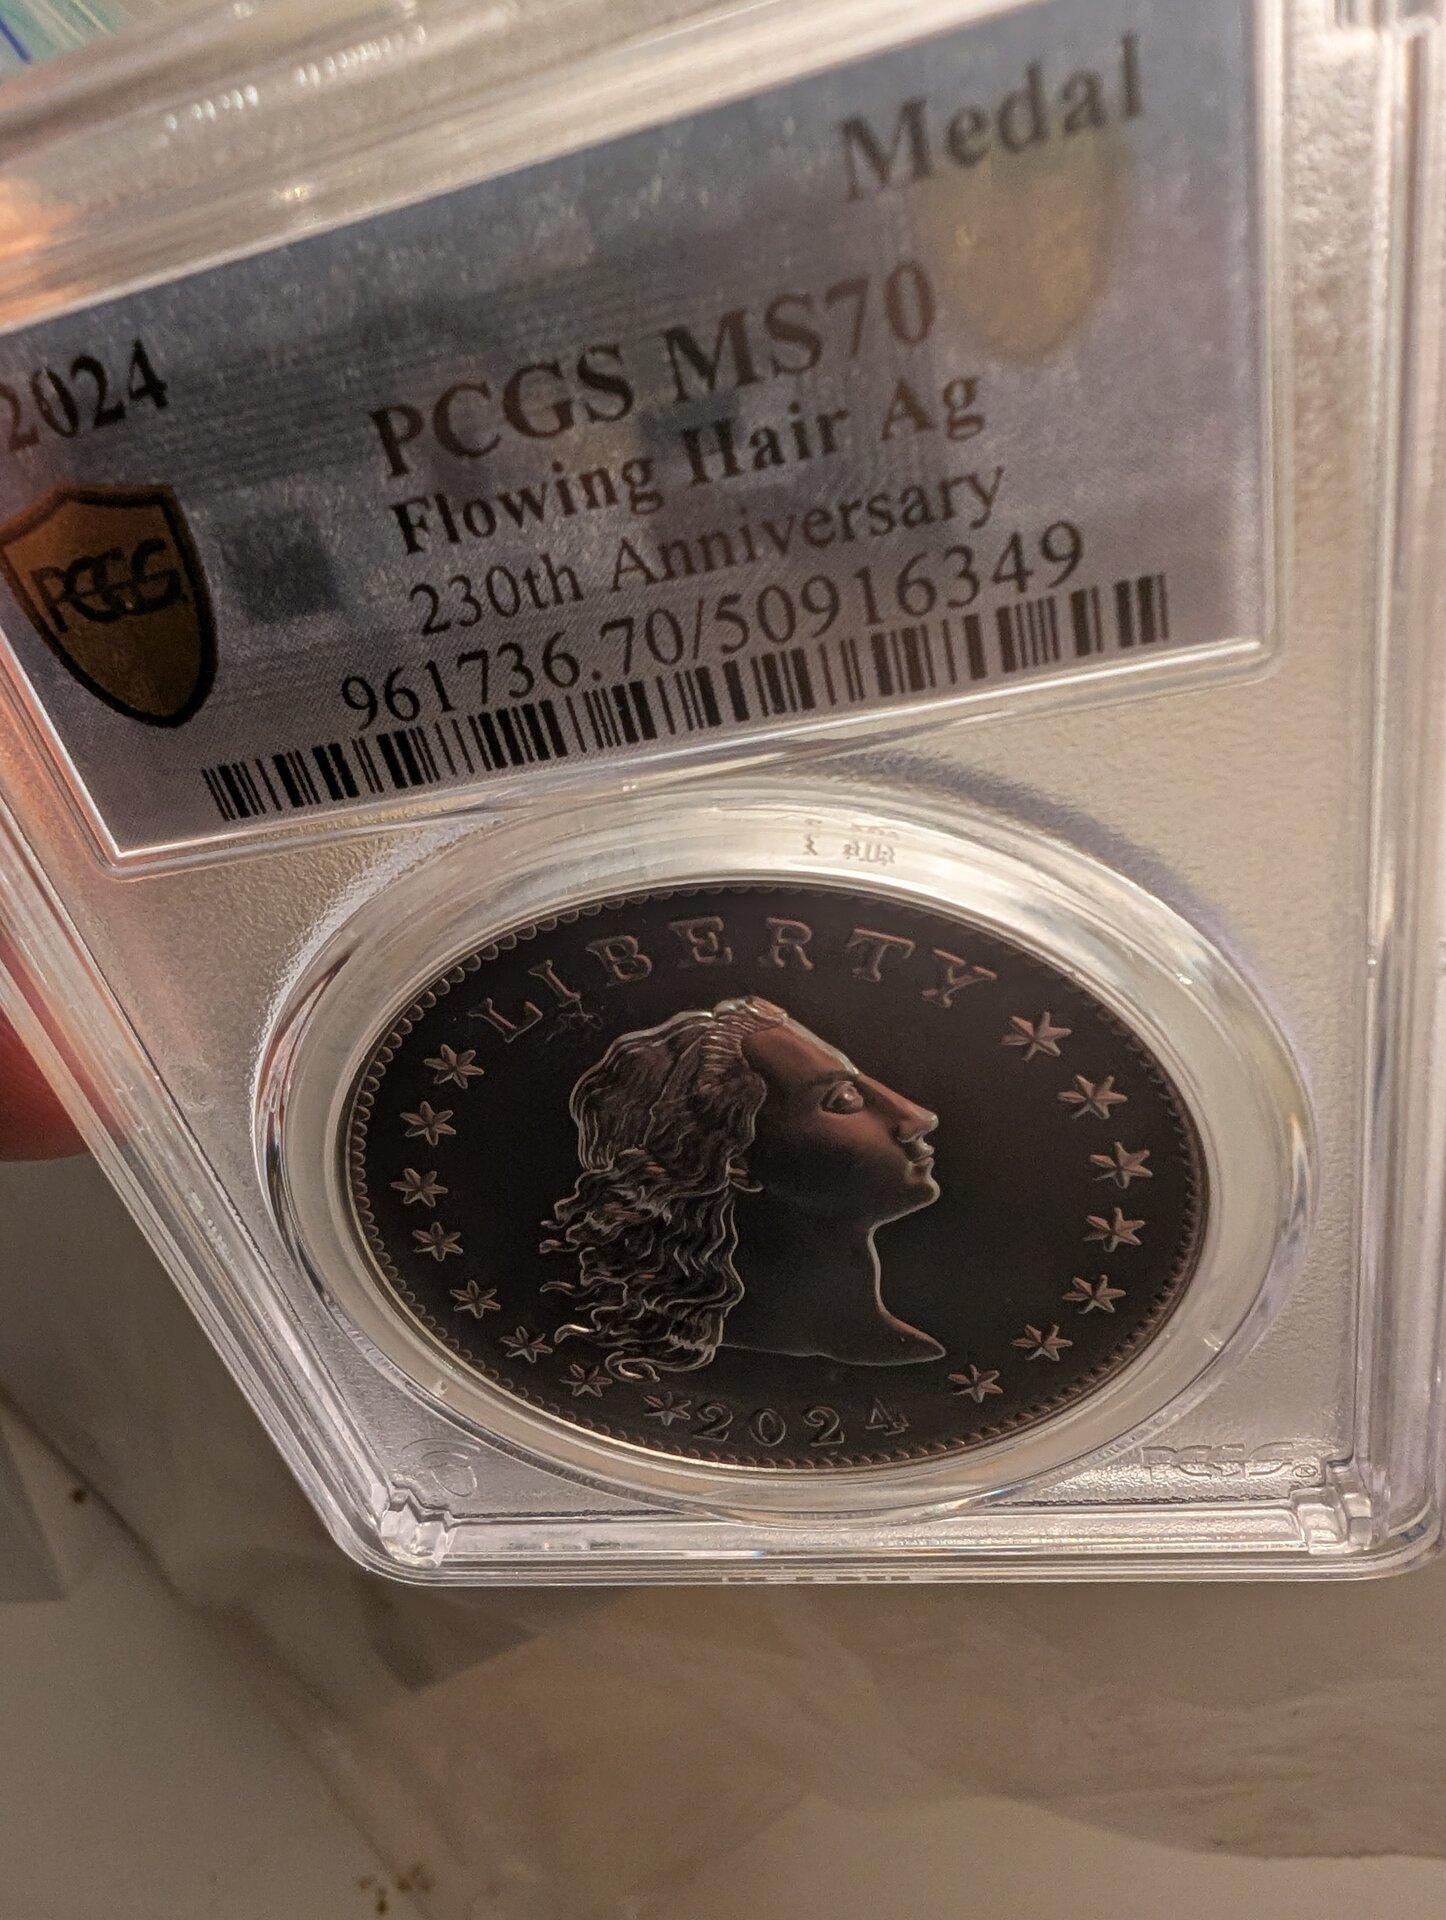 Medal
2024
PCGS MS70
Flowing Hair Ag
230th Anniversary
961736.70/50916349
PCGS
LIBERTY
2024
PCGS®